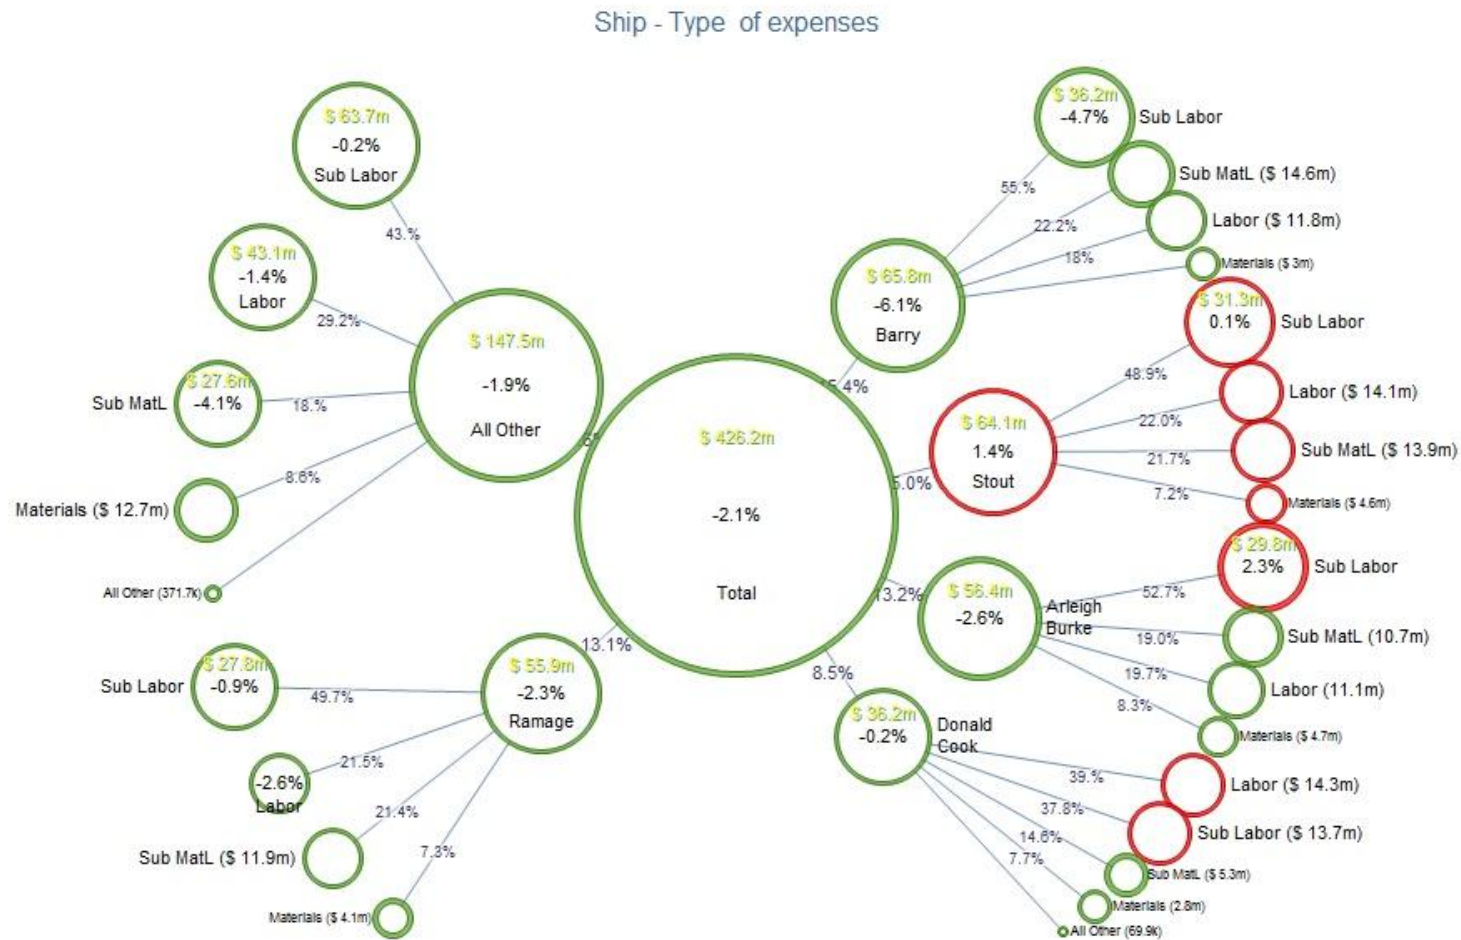 Ship - Type of expenses
$ 63.7m
-0.2%
Sub Labor
43.%
$ 43.1m
-1.4%
Labor
29.2%
$ 147.5m
-1.9%
All Other
$ 27.6m
-4.1%
Sub MatL
18.%
Materials ($ 12.7m)
8.6%
All Other (371.7k)
$ 426.2m
-2.1%
Total
13.1%
$ 55.9m
-2.3%
Ramage
$ 27.8m
-0.9%
Sub Labor
49.7%
-2.6%
Labor
21.5%
Sub MatL ($ 11.9m)
21.4%
Materials ($ 4.1m)
7.3%
$ 65.8m
-6.1%
Barry
$ 36.2m
-4.7%
Sub Labor
55.%
Sub MatL ($ 14.6m)
22.2%
Labor ($ 11.8m)
18%
Materials ($ 3m)
5.4%
$ 64.1m
1.4%
Stout
5.0%
$ 31.3m
0.1%
Sub Labor
48.9%
Labor ($ 14.1m)
22.0%
Sub MatL ($ 13.9m)
21.7%
Materials ($ 4.6m)
7.2%
13.2%
$ 56.4m
-2.6%
Arleigh
Burke
$ 29.8m
2.3%
Sub Labor
52.7%
Sub MatL (10.7m)
19.0%
Labor (11.1m)
19.7%
Materials ($ 4.7m)
8.3%
8.5%
$ 36.2m
-0.2%
Donald
Cook
Labor ($ 14.3m)
39.%
Sub Labor ($ 13.7m)
37.8%
Sub MatL ($ 5.3m)
14.6%
Materials (2.8m)
7.7%
All Other (69.9k)